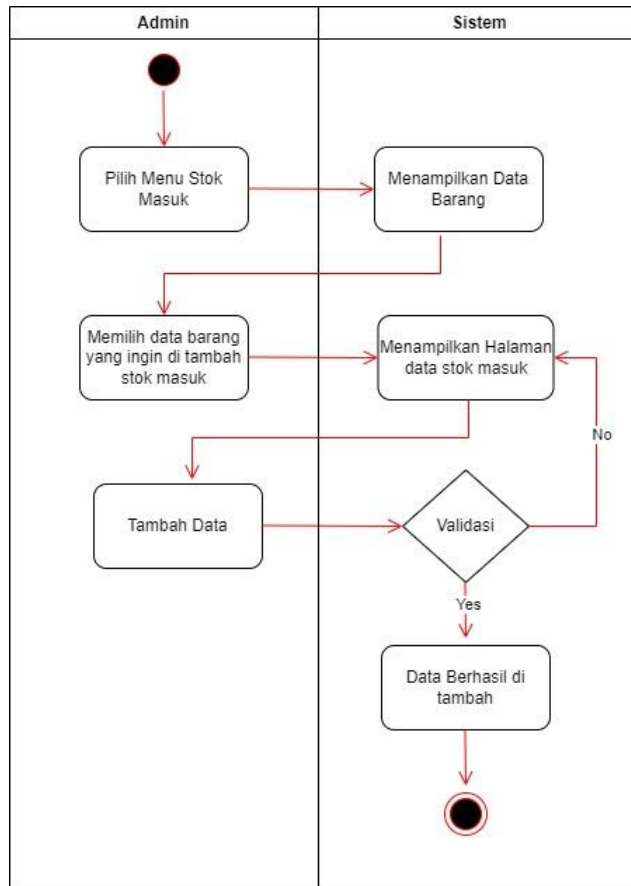 Admin
Sistem
Pilih Menu Stok
Masuk
Menampilkan Data
Barang
Memilih data barang
yang ingin di tambah
stok masuk
Menampilkan Halaman
data stok masuk
No
Tambah Data
Validasi
Yes
Data Berhasil di
tambah